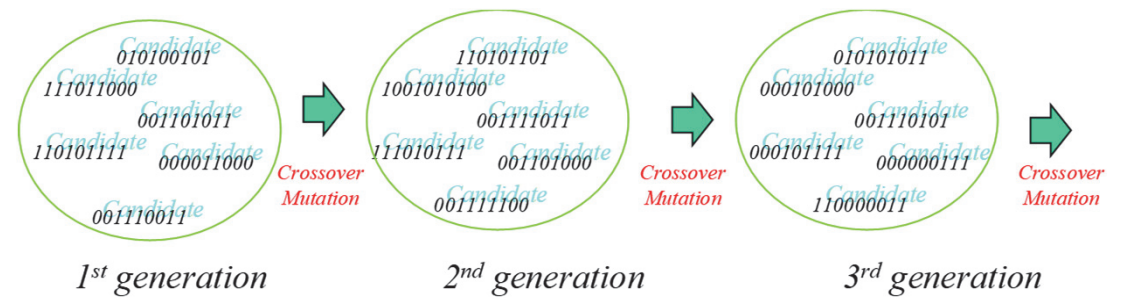 Candidate
010100101
Candidate
111011000
Candidate
001101011
Candidate
110101111
Candidate
000011000
Candidate
001110011
Crossover
Mutation
1st generation
Candidate
110101101
Candidate
1001010100
Candidate
001111011
Candidate
111010111
Candidate
001101000
Candidate
001111100
Crossover
Mutation
2nd generation
Candidate
010101011
Candidate
000101000
Candidate
001110101
Candidate
000101111
Candidate
000000111
Candidate
110000011
Crossover
Mutation
3rd generation